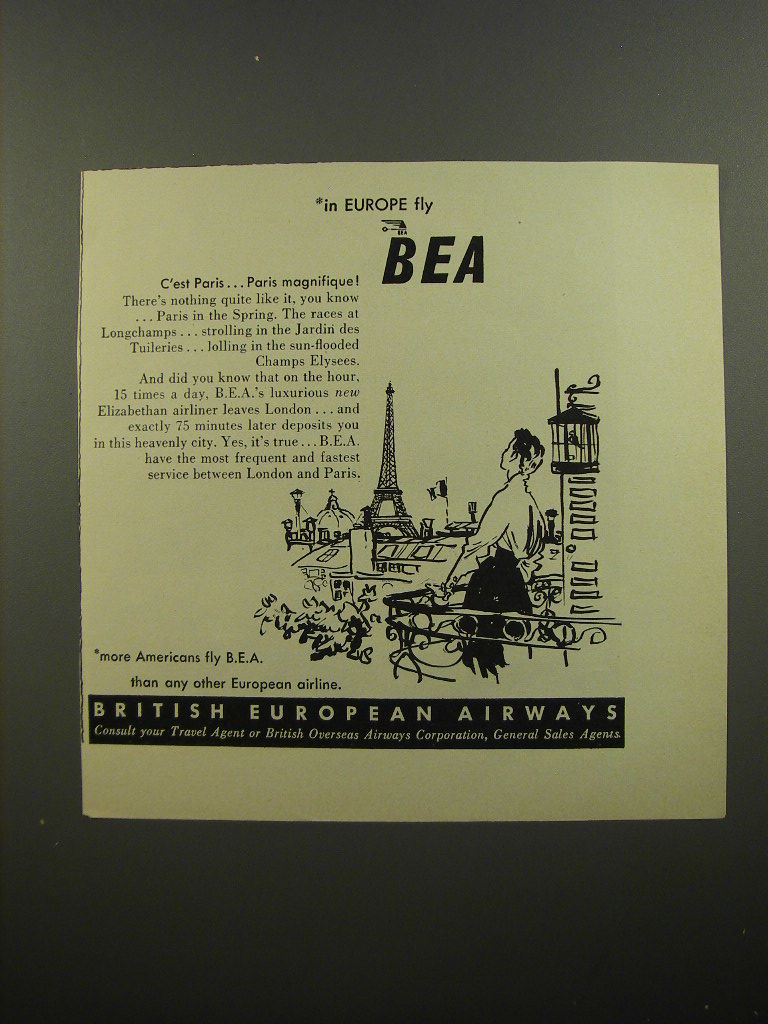 *in EUROPE fly
BEA
BEA
C'est Paris... Paris magnifique!
There's nothing quite like it, you know
... Paris in the Spring. The races at
Longchamps... strolling in the Jardin des
Tuileries... lolling in the sun-flooded
Champs Elysees.
And did you know that on the hour,
15 times a day, B.E.A.'s luxurious new
Elizabethan airliner leaves London... and
exactly 75 minutes later deposits you
in this heavenly city. Yes, it's true... B.E.A.
have the most frequent and fastest
service between London and Paris.
*more Americans fly B.E.A.
than any other European airline.
BRITISH EUROPEAN AIRWAYS
Consult your Travel Agent or British Overseas Airways Corporation, General Sales Agents.